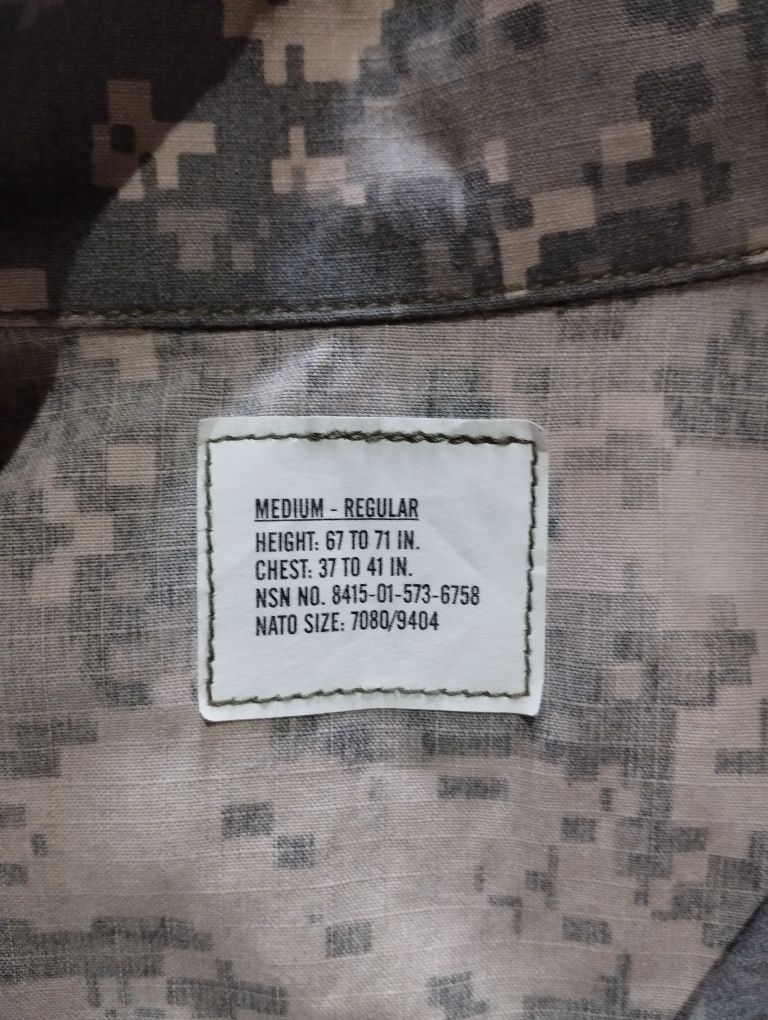 MEDIUM - REGULAR
HEIGHT: 67 TO 71 IN.
CHEST: 37 TO 41 IN.
NSN NO. 8415-01-573-6758
NATO SIZE: 7080/9404